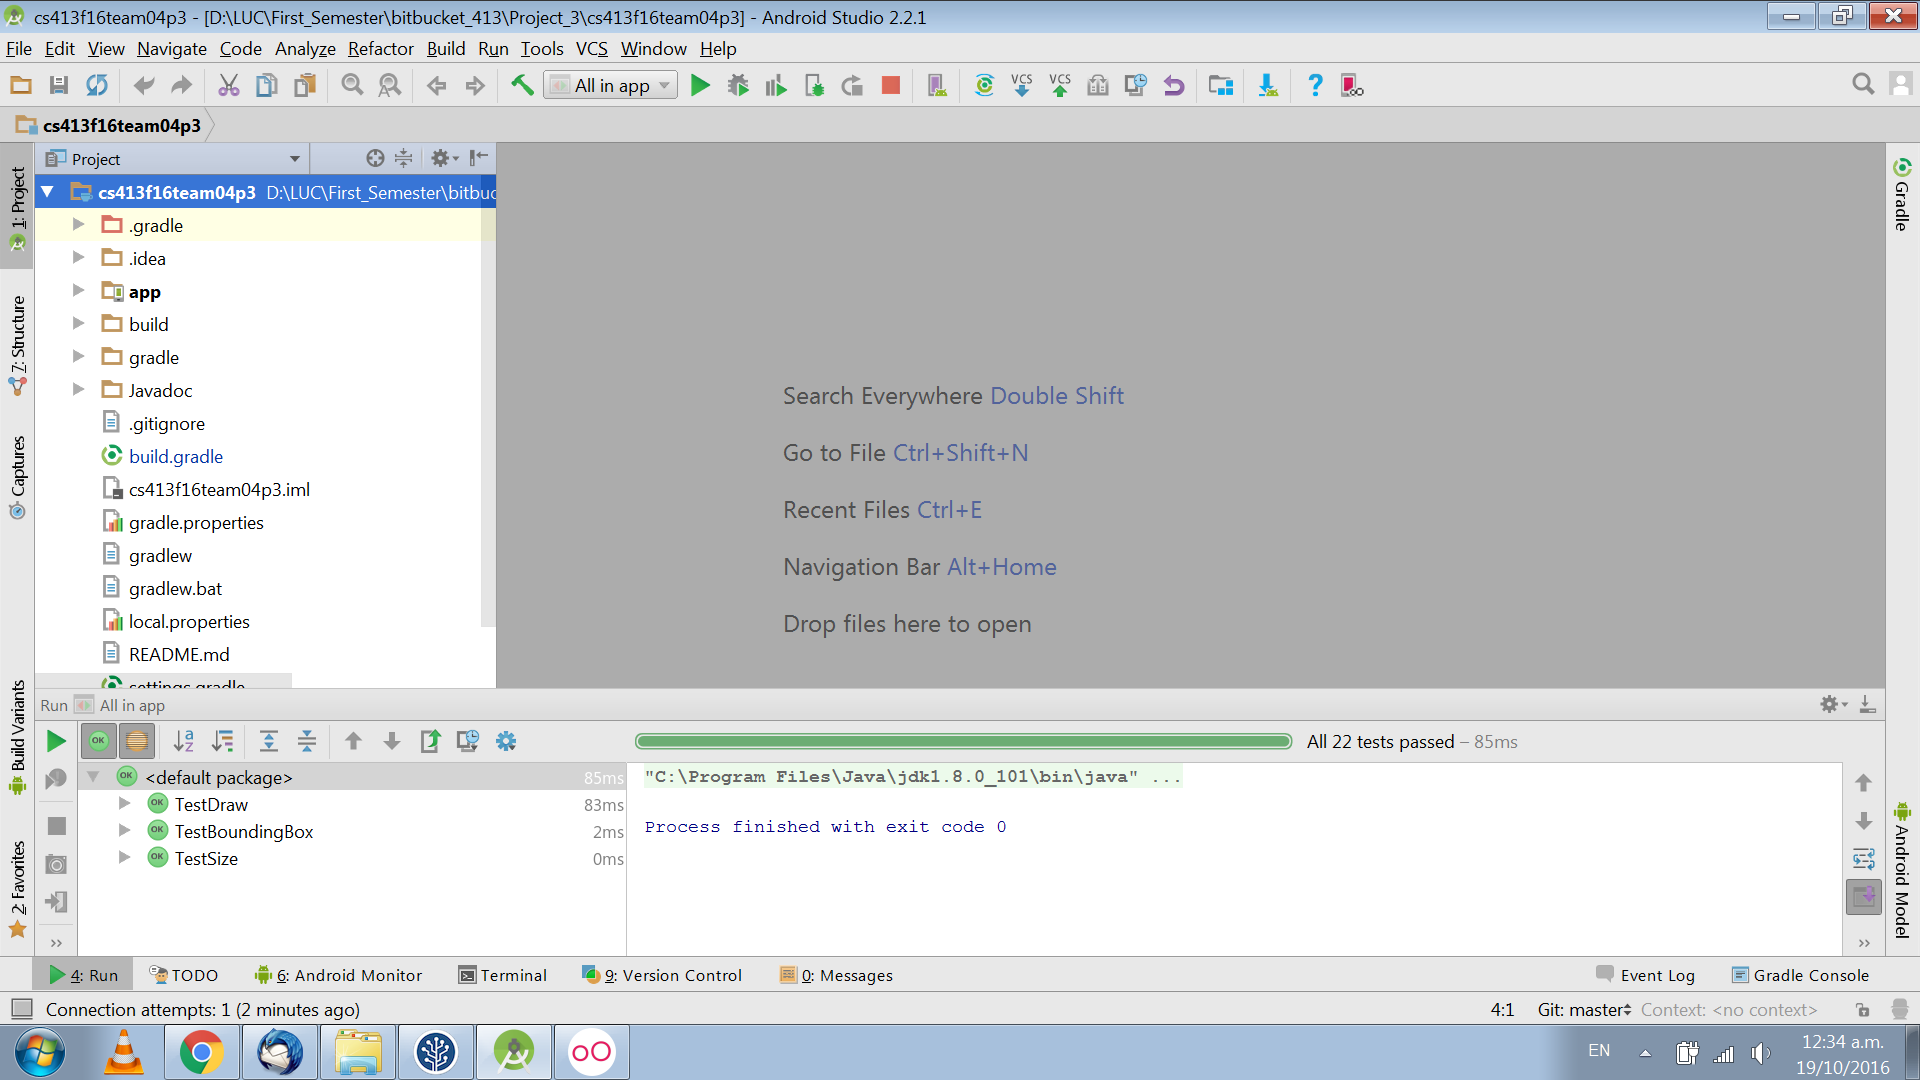 cs413f16team04p3 - [D:\LUC\First_Semester\bitbucket_413\Project_3\cs413f16team04p3] - Android Studio 2.2.1
File Edit View Navigate Code Analyze Refactor Build Run Tools VCS Window Help
All in app
VCS VCS
cs413f16team04p3
Project
cs413f16team04p3 D:\LUC\First_Semester\bitbuc
.gradle
.idea
app
build
gradle
Javadoc
.gitignore
build.gradle
cs413f16team04p3.iml
gradle.properties
gradlew
gradlew.bat
local.properties
README.md
settings.gradle
1: Project
7: Structure
Captures
Build Variants
2: Favorites
Search Everywhere Double Shift
Go to File Ctrl+Shift+N
Recent Files Ctrl+E
Navigation Bar Alt+Home
Drop files here to open
Gradle
Android Model
Run All in app
All 22 tests passed – 85ms
OK <default package> 85ms
OK TestDraw 83ms
OK TestBoundingBox 2ms
OK TestSize 0ms
"C:\Program Files\Java\jdk1.8.0_101\bin\java" ...
Process finished with exit code 0
4: Run TODO 6: Android Monitor Terminal 9: Version Control 0: Messages Event Log Gradle Console
Connection attempts: 1 (2 minutes ago) 4:1 Git: master Context: <no context>
EN
12:34 a.m.
19/10/2016